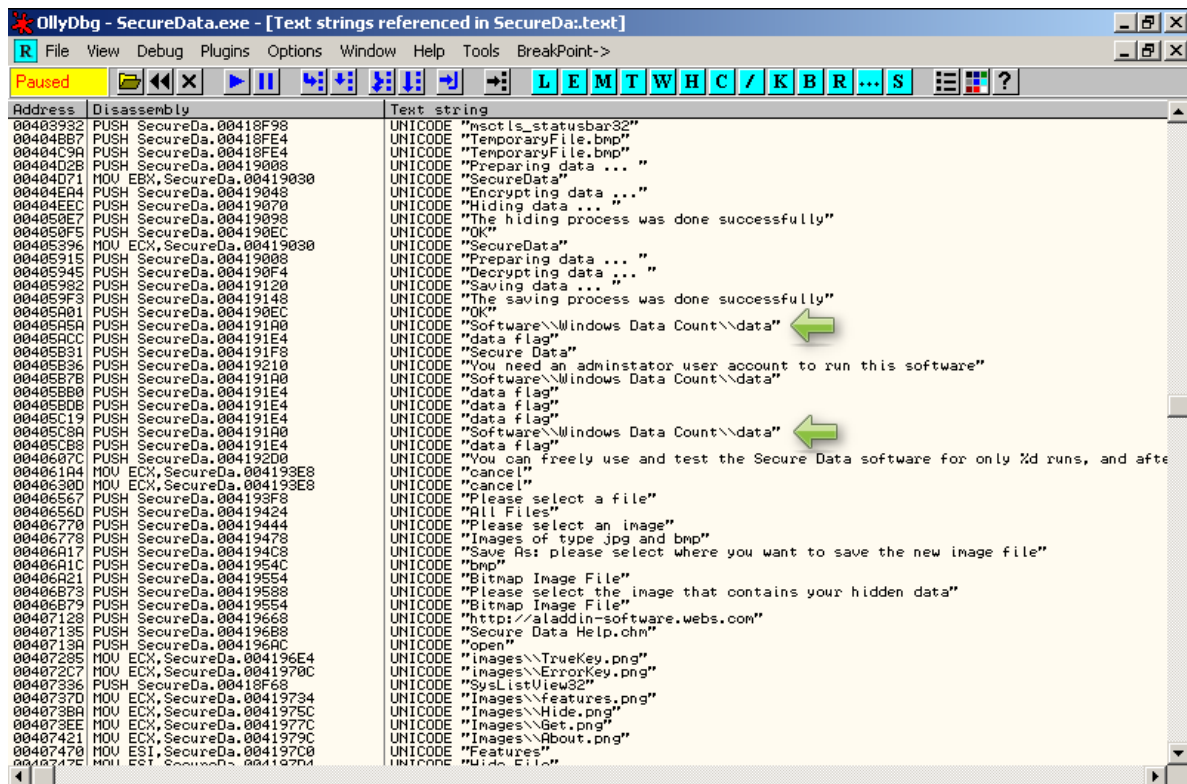 OllyDbg - SecureData.exe - [Text strings referenced in SecureDa:.text]
R File View Debug Plugins Options Window Help Tools BreakPoint->
Paused L E M T W H C / K B R ... S ?
Address Disassembly Text string
00403932 PUSH SecureDa.00418F98 UNICODE "msctls_statusbar32"
00404BB7 PUSH SecureDa.00418FE4 UNICODE "TemporaryFile.bmp"
00404C9A PUSH SecureDa.00418FE4 UNICODE "TemporaryFile.bmp"
00404D2B PUSH SecureDa.00419008 UNICODE "Preparing data ... "
00404D71 MOV EBX,SecureDa.00419030 UNICODE "SecureData"
00404EA4 PUSH SecureDa.00419048 UNICODE "Encrypting data ..."
00404EEC PUSH SecureDa.00419070 UNICODE "Hiding data ... "
004050E7 PUSH SecureDa.00419098 UNICODE "The hiding process was done successfully"
004050F5 PUSH SecureDa.004190EC UNICODE "OK"
00405396 MOV ECX,SecureDa.00419030 UNICODE "SecureData"
00405915 PUSH SecureDa.00419008 UNICODE "Preparing data ... "
00405945 PUSH SecureDa.004190F4 UNICODE "Decrypting data ... "
00405982 PUSH SecureDa.00419120 UNICODE "Saving data ... "
004059F3 PUSH SecureDa.00419148 UNICODE "The saving process was done successfully"
00405A01 PUSH SecureDa.004190EC UNICODE "OK"
00405A5A PUSH SecureDa.004191A0 UNICODE "Software\\Windows Data Count\\data"
00405ACC PUSH SecureDa.004191E4 UNICODE "data flag"
00405B31 PUSH SecureDa.004191F8 UNICODE "Secure Data"
00405B36 PUSH SecureDa.00419210 UNICODE "You need an adminstator user account to run this software"
00405B7B PUSH SecureDa.004191A0 UNICODE "Software\\Windows Data Count\\data"
00405BB0 PUSH SecureDa.004191E4 UNICODE "data flag"
00405BDB PUSH SecureDa.004191E4 UNICODE "data flag"
00405C19 PUSH SecureDa.004191E4 UNICODE "data flag"
00405C8A PUSH SecureDa.004191A0 UNICODE "Software\\Windows Data Count\\data"
00405CB8 PUSH SecureDa.004191E4 UNICODE "data flag"
0040607C PUSH SecureDa.004192D0 UNICODE "You can freely use and test the Secure Data software for only %d runs, and afte
004061A4 MOV ECX,SecureDa.004193E8 UNICODE "cancel"
0040630D MOV ECX,SecureDa.004193E8 UNICODE "cancel"
00406567 PUSH SecureDa.004193F8 UNICODE "Please select a file"
0040656D PUSH SecureDa.00419424 UNICODE "All Files"
00406770 PUSH SecureDa.00419444 UNICODE "Please select an image"
00406778 PUSH SecureDa.00419478 UNICODE "Images of type jpg and bmp"
00406A17 PUSH SecureDa.004194C8 UNICODE "Save As: please select where you want to save the new image file"
00406A1C PUSH SecureDa.0041954C UNICODE "bmp"
00406A21 PUSH SecureDa.00419554 UNICODE "Bitmap Image File"
00406B73 PUSH SecureDa.00419588 UNICODE "Please select the image that contains your hidden data"
00406B79 PUSH SecureDa.00419554 UNICODE "Bitmap Image File"
00407128 PUSH SecureDa.00419668 UNICODE "http://aladdin-software.webs.com"
00407135 PUSH SecureDa.004196B8 UNICODE "Secure Data Help.chm"
0040713A PUSH SecureDa.004196AC UNICODE "open"
00407285 MOV ECX,SecureDa.004196E4 UNICODE "images\\TrueKey.png"
004072C7 MOV ECX,SecureDa.0041970C UNICODE "images\\ErrorKey.png"
00407336 PUSH SecureDa.00418F68 UNICODE "SysListView32"
0040737D MOV ECX,SecureDa.00419734 UNICODE "Images\\features.png"
004073BA MOV ECX,SecureDa.0041975C UNICODE "Images\\Hide.png"
004073EE MOV ECX,SecureDa.0041977C UNICODE "Images\\Get.png"
00407421 MOV ECX,SecureDa.0041979C UNICODE "Images\\About.png"
00407470 MOV ESI,SecureDa.004197C0 UNICODE "Features"
0040747E MOV ESI,SecureDa.004197D4 UNICODE "Hide File"